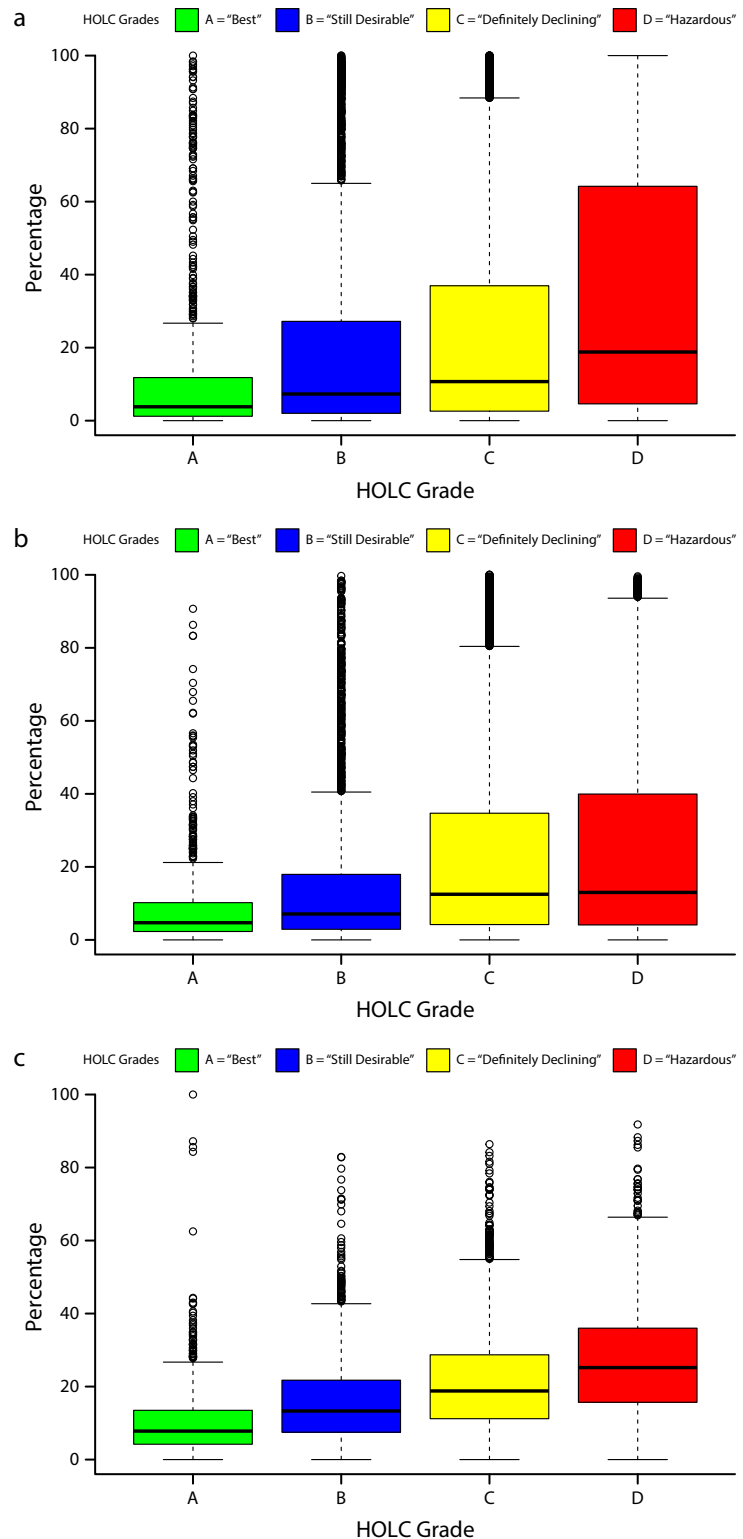 a
HOLC Grades A = “Best” B = “Still Desirable” C = “Definitely Declining” D = “Hazardous”
100
80
60
40
20
0
Percentage
A B C D
HOLC Grade
b
HOLC Grades A = “Best” B = “Still Desirable” C = “Definitely Declining” D = “Hazardous”
100
80
60
40
20
0
Percentage
A B C D
HOLC Grade
c
HOLC Grades A = “Best” B = “Still Desirable” C = “Definitely Declining” D = “Hazardous”
100
80
60
40
20
0
Percentage
A B C D
HOLC Grade